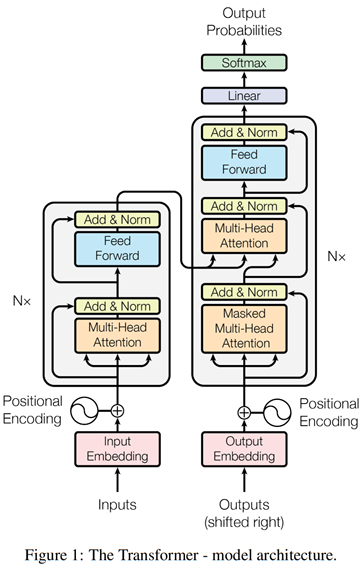 Output
Probabilities
Softmax
Linear
Add & Norm
Feed
Forward
Add & Norm
Multi-Head
Attention
Add & Norm
Masked
Multi-Head
Attention
Nx
Positional
Encoding
Output
Embedding
Outputs
(shifted right)
Add & Norm
Feed
Forward
Add & Norm
Multi-Head
Attention
N×
Positional
Encoding
Input
Embedding
Inputs
Figure 1: The Transformer - model architecture.